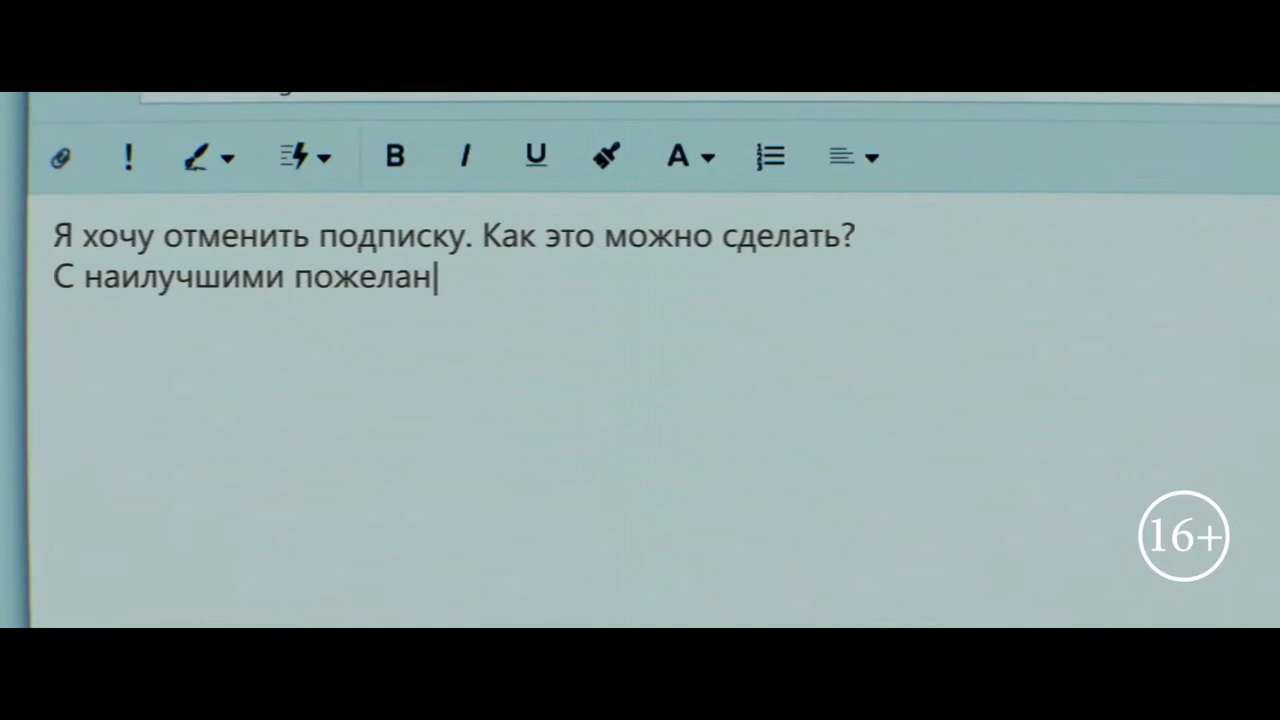 B I U A
Я хочу отменить подписку. Как это можно сделать?
С наилучшими пожелан
16+